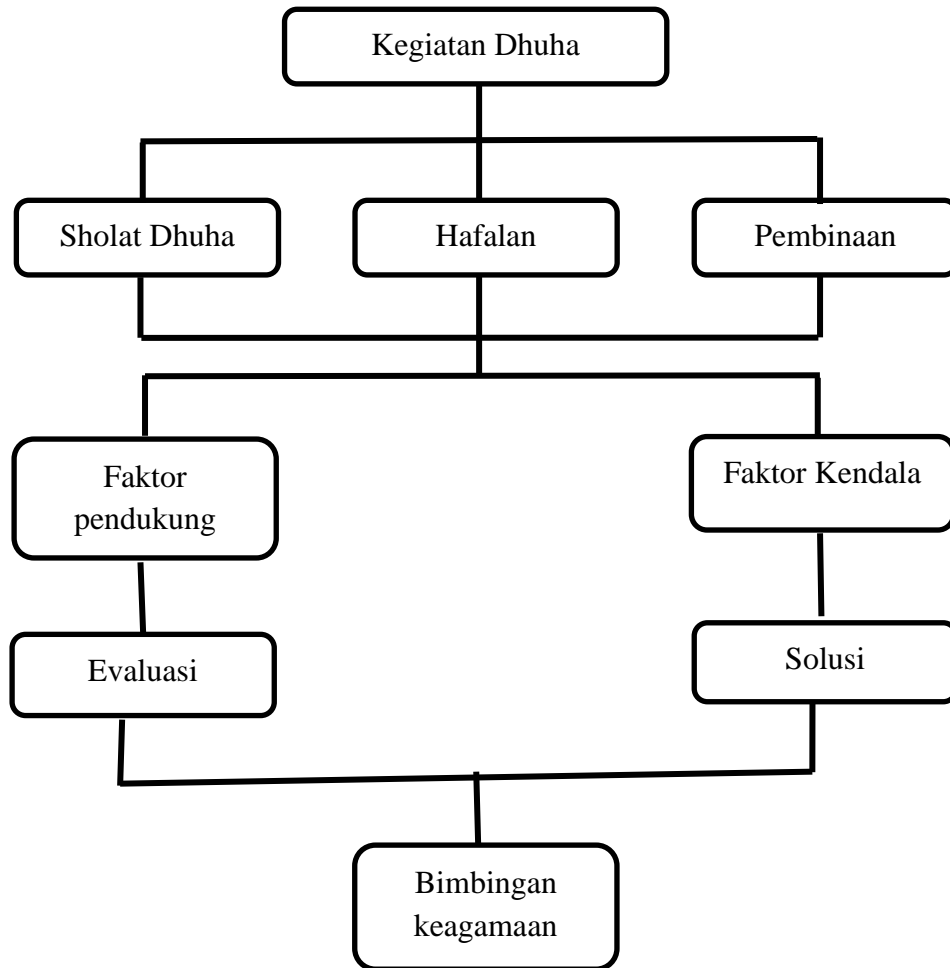 Kegiatan Dhuha
Sholat Dhuha
Hafalan
Pembinaan
Faktor
pendukung
Faktor Kendala
Evaluasi
Solusi
Bimbingan
keagamaan